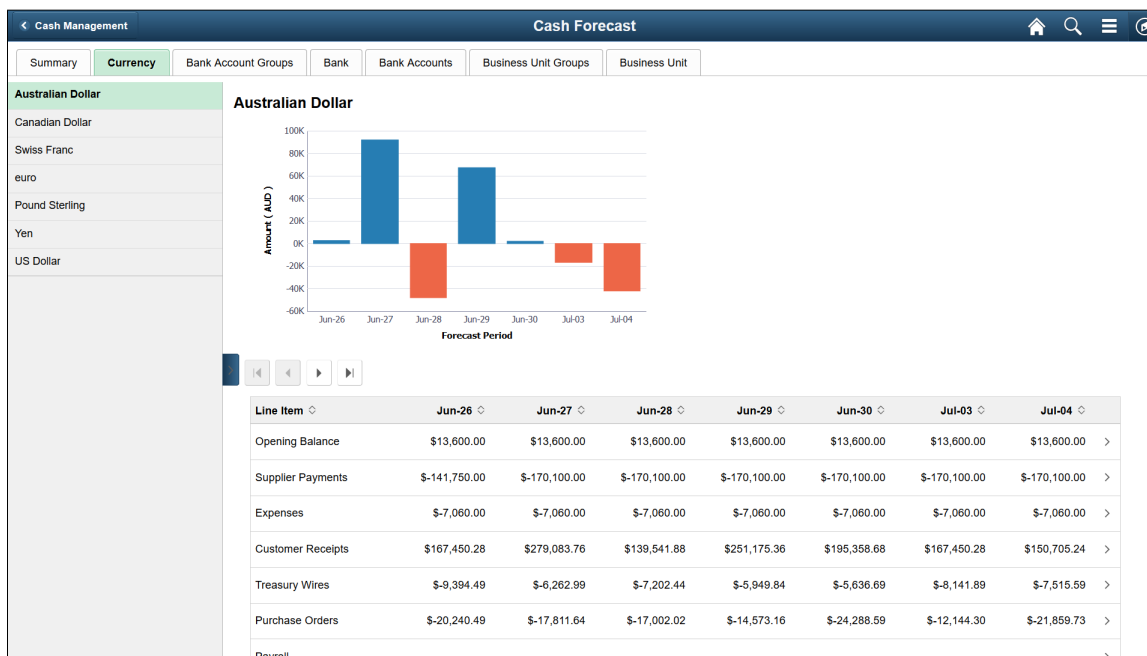 Cash Management
Cash Forecast
Summary Currency Bank Account Groups Bank Bank Accounts Business Unit Groups Business Unit
Australian Dollar
Canadian Dollar
Swiss Franc
euro
Pound Sterling
Yen
US Dollar
Australian Dollar
100K
80K
60K
40K
20K
0K
-20K
-40K
-60K
Amount ( AUD )
Jun-26 Jun-27 Jun-28 Jun-29 Jun-30 Jul-03 Jul-04
Forecast Period
Line Item Jun-26 Jun-27 Jun-28 Jun-29 Jun-30 Jul-03 Jul-04
Opening Balance $13,600.00 $13,600.00 $13,600.00 $13,600.00 $13,600.00 $13,600.00 $13,600.00
Supplier Payments $-141,750.00 $-170,100.00 $-170,100.00 $-170,100.00 $-170,100.00 $-170,100.00 $-170,100.00
Expenses $-7,060.00 $-7,060.00 $-7,060.00 $-7,060.00 $-7,060.00 $-7,060.00 $-7,060.00
Customer Receipts $167,450.28 $279,083.76 $139,541.88 $251,175.36 $195,358.68 $167,450.28 $150,705.24
Treasury Wires $-9,394.49 $-6,262.99 $-7,202.44 $-5,949.84 $-5,636.69 $-8,141.89 $-7,515.59
Purchase Orders $-20,240.49 $-17,811.64 $-17,002.02 $-14,573.16 $-24,288.59 $-12,144.30 $-21,859.73
Payroll